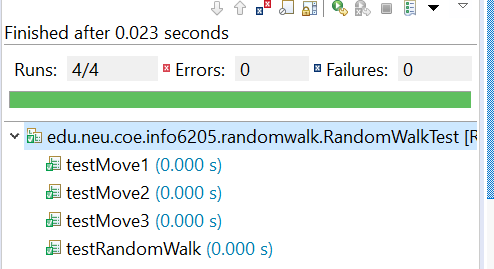 Finished after 0.023 seconds
Runs: 4/4 Errors: 0 Failures: 0
edu.neu.coe.info6205.randomwalk.RandomWalkTest [R
testMove1 (0.000 s)
testMove2 (0.000 s)
testMove3 (0.000 s)
testRandomWalk (0.000 s)